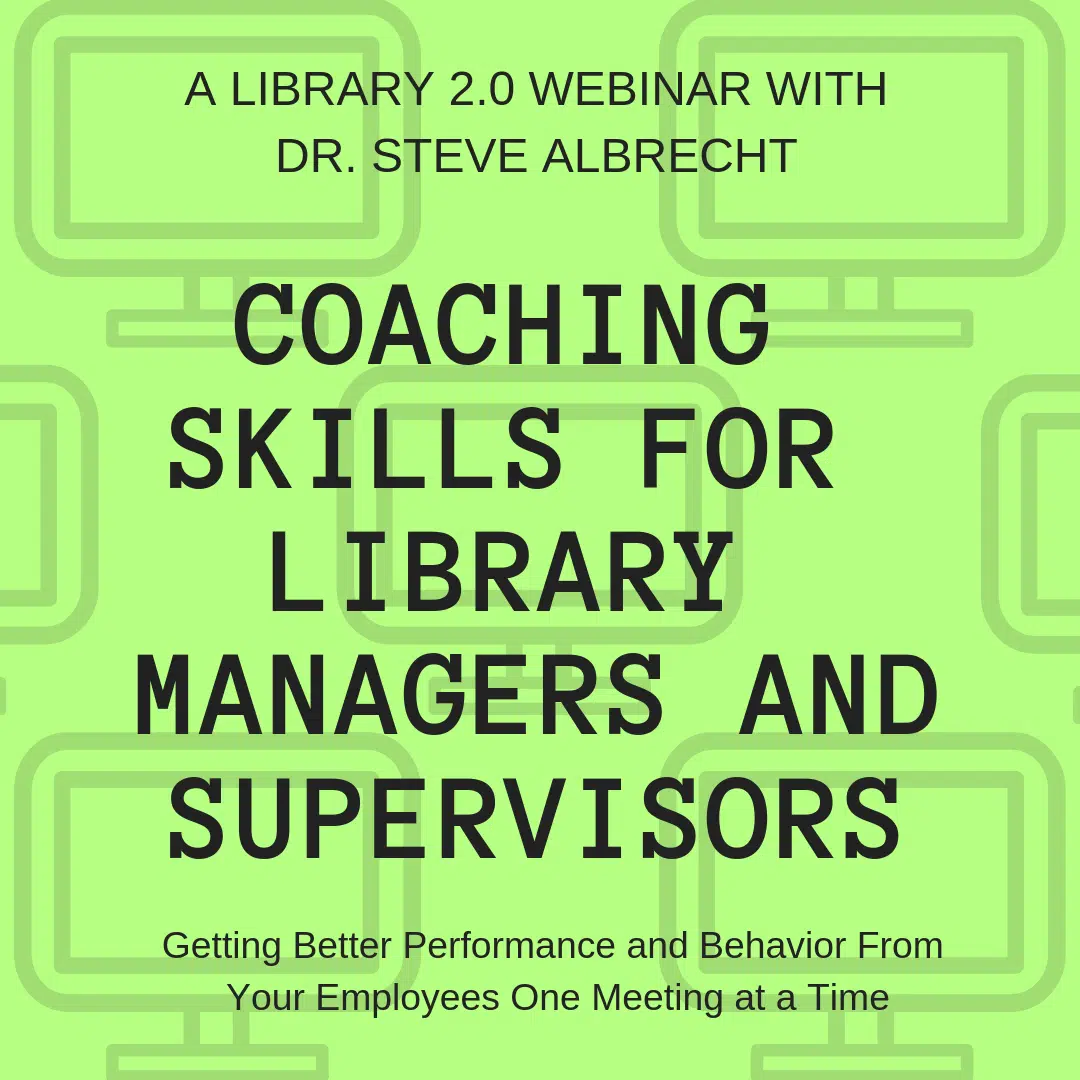 A LIBRARY 2.0 WEBINAR WITH
DR. STEVE ALBRECHT
COACHING
SKILLS FOR
LIBRARY
MANAGERS AND
SUPERVISORS
Getting Better Performance and Behavior From
Your Employees One Meeting at a Time